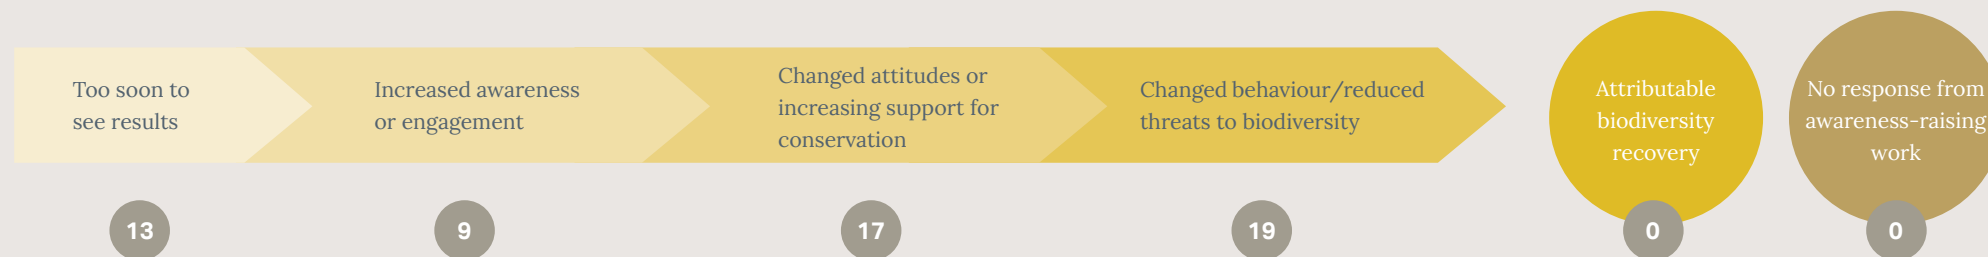 Too soon to
see results
Increased awareness
or engagement
Changed attitudes or
increasing support for
conservation
Changed behaviour/reduced
threats to biodiversity
Attributable
biodiversity
recovery
No response from
awareness-raising
work
13
9
17
19
0
0